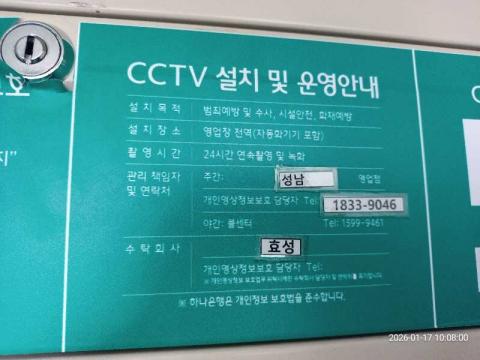 CCTV 설치 및 운영안내
설치목적 범죄예방 및 수사, 시설안전, 화재예방
설치장소 영업장 전역(자동화기기 포함)
촬영시간 24시간 연속촬영 및 녹화
관리 책임자 및 연락처 주간: 성남 영업점
개인영상정보보호 담당자 Tel: 1833-9046
야간: 콜센터 Tel: 1599-9461
수탁회사 효성
개인영상정보보호 담당자 Tel:
※ 하나은행은 개인정보 보호법을 준수합니다.
2026-01-17 10:08:00